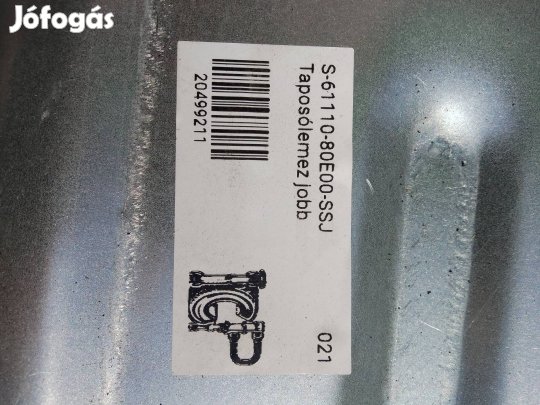 Jófogás
S-61110-80E00-SSJ
Taposólemez jobb
20499211
021